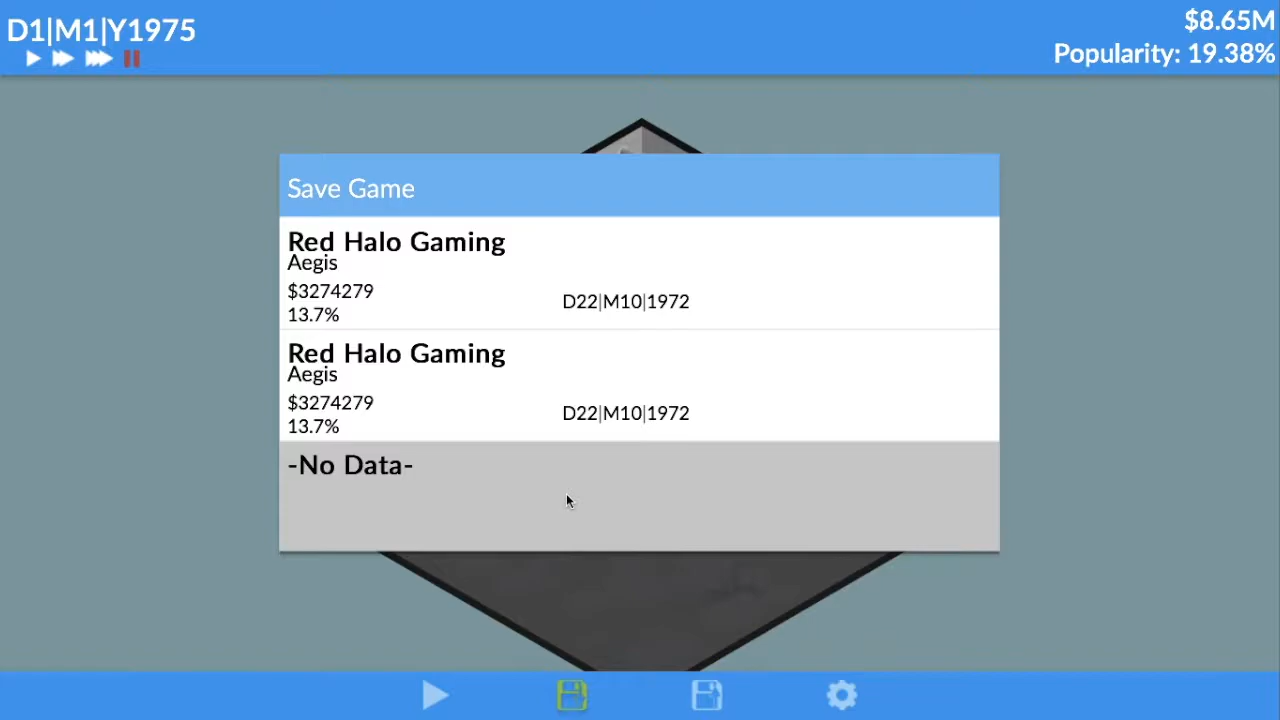 D1|M1|Y1975
$8.65M
Popularity: 19.38%
Save Game
Red Halo Gaming
Aegis
$3274279
D22|M10|1972
13.7%
Red Halo Gaming
Aegis
$3274279
D22|M10|1972
13.7%
-No Data-